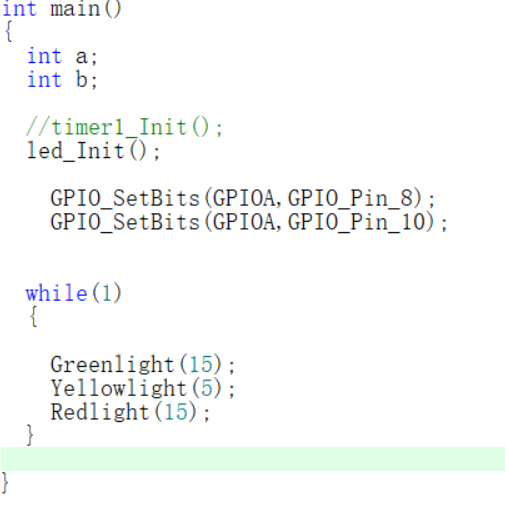 int main()
{
int a;
int b;
//timer1_Init();
led_Init();
GPIO_SetBits(GPIOA,GPIO_Pin_8);
GPIO_SetBits(GPIOA,GPIO_Pin_10);
while(1)
{
Greenlight(15);
Yellowlight(5);
Redlight(15);
}
}